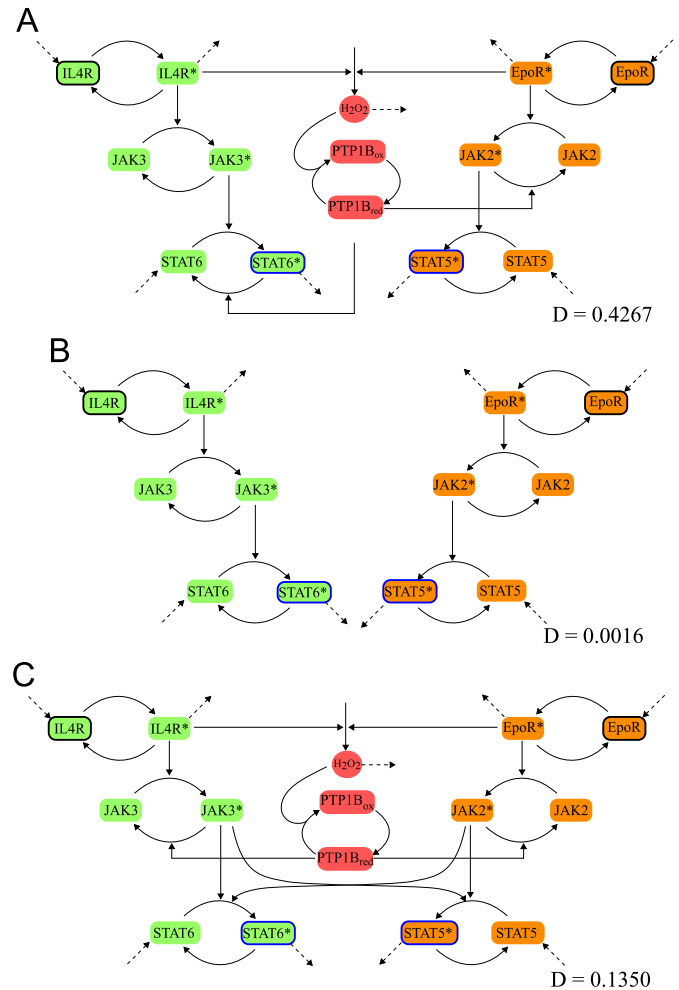 A
IL4R IL4R* EpoR* EpoR
H₂O₂
JAK3 JAK3* PTP1Box JAK2* JAK2
PTP1Bred
STAT6 STAT6* STAT5* STAT5
D = 0.4267
B
IL4R IL4R* EpoR* EpoR
JAK3 JAK3* JAK2* JAK2
STAT6 STAT6* STAT5* STAT5
D = 0.0016
C
IL4R IL4R* EpoR* EpoR
H₂O₂
JAK3 JAK3* PTP1Box JAK2* JAK2
PTP1Bred
STAT6 STAT6* STAT5* STAT5
D = 0.1350